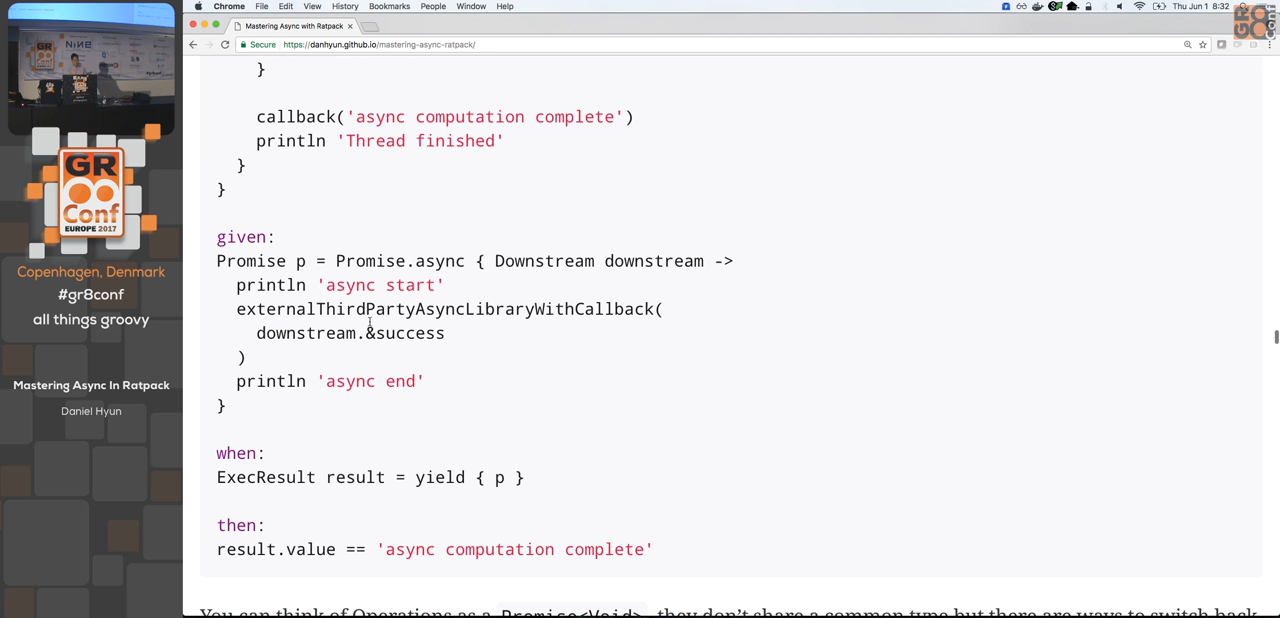 Chrome File Edit View History Bookmarks People Window Help
Thu Jun 1 8:32
Mastering Async with Ratpack
Secure https://danhyun.github.io/mastering-async-ratpack/
}
callback('async computation complete')
println 'Thread finished'
}
}
given:
Promise p = Promise.async { Downstream downstream ->
println 'async start'
externalThirdPartyAsyncLibraryWithCallback(
downstream.&success
)
println 'async end'
}
when:
ExecResult result = yield { p }
then:
result.value == 'async computation complete'
You can think of Operations as a Promise<Void>, they don't share a common type but there are ways to switch back
GR
Conf
EUROPE 2017
Copenhagen, Denmark
#gr8conf
all things groovy
Mastering Async In Ratpack
Daniel Hyun